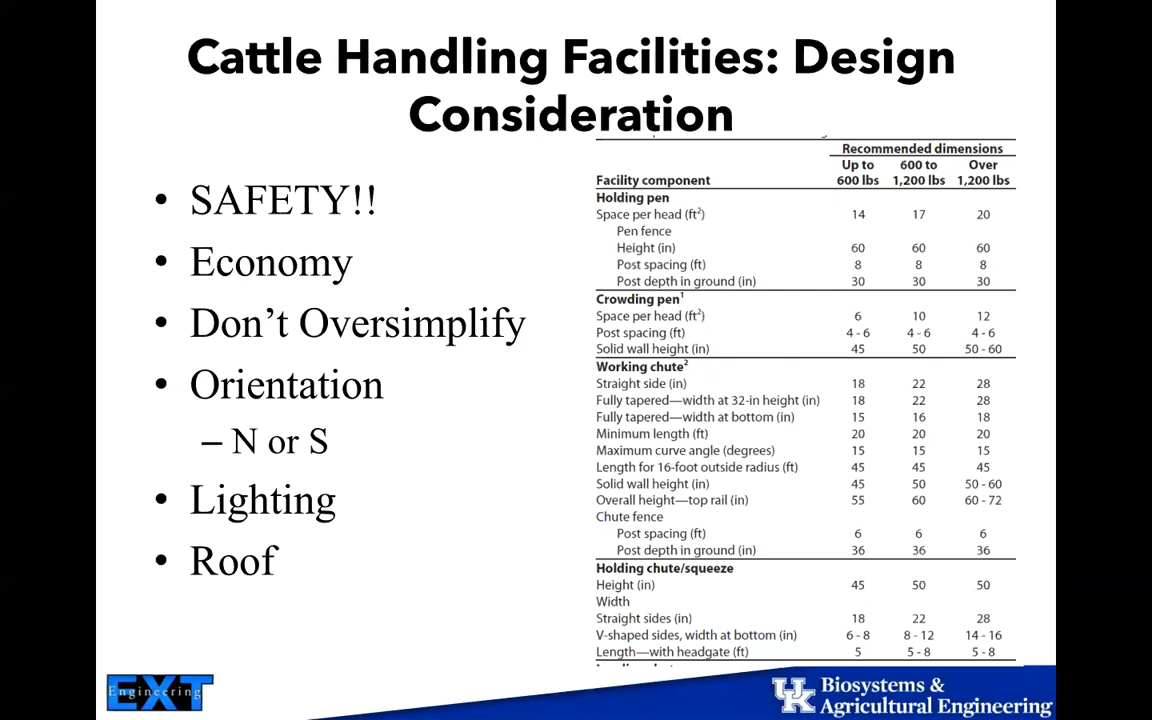 Cattle Handling Facilities: Design
Consideration
• SAFETY!!
• Economy
• Don't Oversimplify
• Orientation
– N or S
• Lighting
• Roof
Recommended dimensions
Facility component Up to 600 lbs 600 to 1,200 lbs Over 1,200 lbs
Holding pen
Space per head (ft²) 14 17 20
Pen fence
Height (in) 60 60 60
Post spacing (ft) 8 8 8
Post depth in ground (in) 30 30 30
Crowding pen¹
Space per head (ft²) 6 10 12
Post spacing (ft) 4 - 6 4 - 6 4 - 6
Solid wall height (in) 45 50 50 - 60
Working chute²
Straight side (in) 18 22 28
Fully tapered—width at 32-in height (in) 18 22 28
Fully tapered—width at bottom (in) 15 16 18
Minimum length (ft) 20 20 20
Maximum curve angle (degrees) 15 15 15
Length for 16-foot outside radius (ft) 45 45 45
Solid wall height (in) 45 50 50 - 60
Overall height—top rail (in) 55 60 60 - 72
Chute fence
Post spacing (ft) 6 6 6
Post depth in ground (in) 36 36 36
Holding chute/squeeze
Height (in) 45 50 50
Width
Straight sides (in) 18 22 28
V-shaped sides, width at bottom (in) 6 - 8 8 - 12 14 - 16
Length—with headgate (ft) 5 5 - 8 5 - 8
EXT
Engineering
UK
Biosystems &
Agricultural Engineering